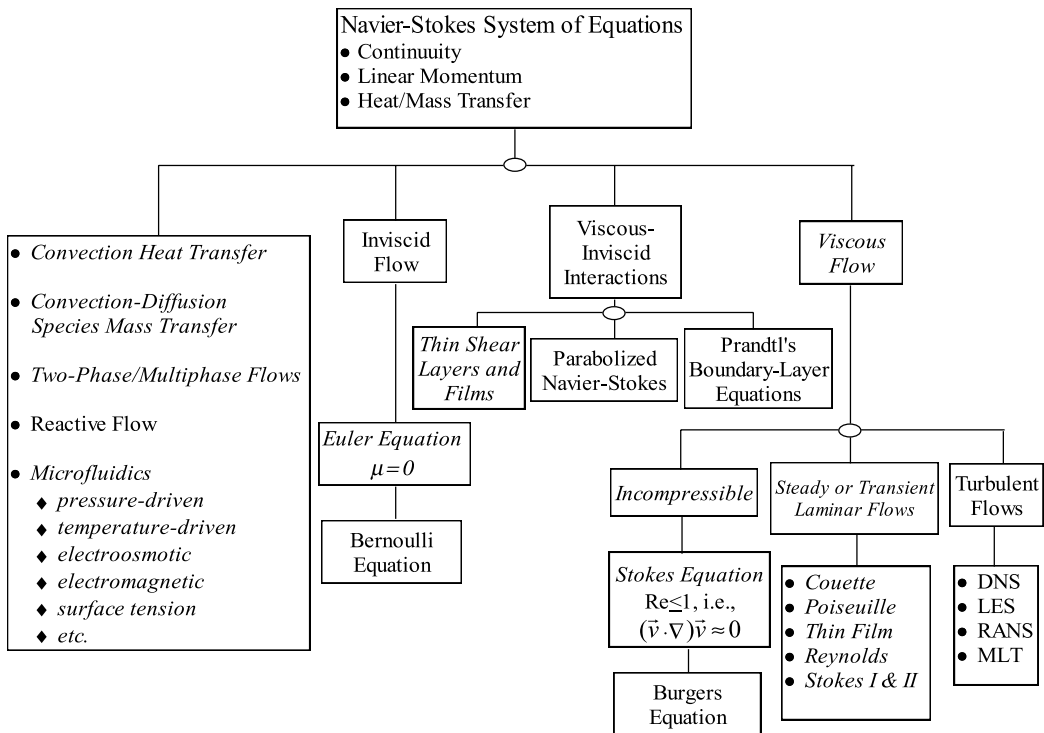 Navier-Stokes System of Equations
● Continuity
● Linear Momentum
● Heat/Mass Transfer
● Convection Heat Transfer
● Convection-Diffusion
Species Mass Transfer
● Two-Phase/Multiphase Flows
● Reactive Flow
● Microfluidics
♦ pressure-driven
♦ temperature-driven
♦ electroosmotic
♦ electromagnetic
♦ surface tension
♦ etc.
Inviscid
Flow
Euler Equation
μ=0
Bernoulli
Equation
Viscous-
Inviscid
Interactions
Thin Shear
Layers and
Films
Parabolized
Navier-Stokes
Prandtl's
Boundary-Layer
Equations
Viscous
Flow
Incompressible
Stokes Equation
Re≤1, i.e.,
(v⃗·∇)v⃗≈0
Burgers
Equation
Steady or Transient
Laminar Flows
● Couette
● Poiseuille
● Thin Film
● Reynolds
● Stokes I & II
Turbulent
Flows
● DNS
● LES
● RANS
● MLT